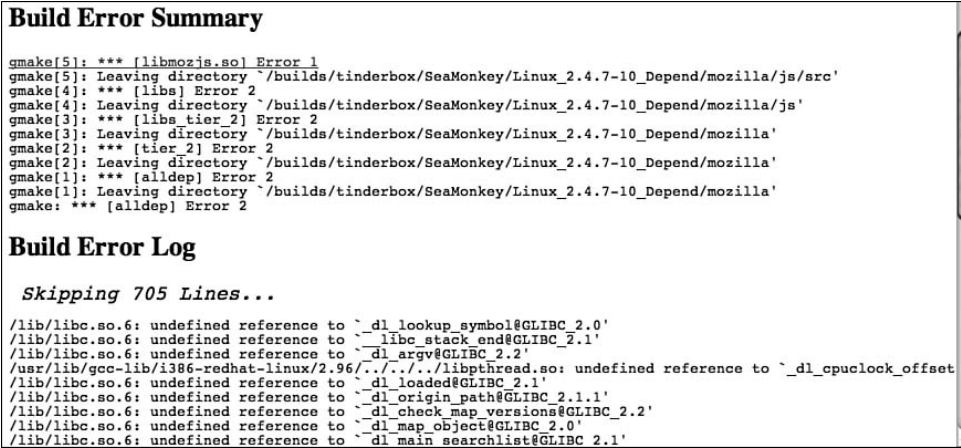 Build Error Summary
gmake[5]: *** [libmozjs.so] Error 1
gmake[5]: Leaving directory `/builds/tinderbox/SeaMonkey/Linux_2.4.7-10_Depend/mozilla/js/src'
gmake[4]: *** [libs] Error 2
gmake[4]: Leaving directory `/builds/tinderbox/SeaMonkey/Linux_2.4.7-10_Depend/mozilla/js'
gmake[3]: *** [libs_tier_2] Error 2
gmake[3]: Leaving directory `/builds/tinderbox/SeaMonkey/Linux_2.4.7-10_Depend/mozilla'
gmake[2]: *** [tier_2] Error 2
gmake[2]: Leaving directory `/builds/tinderbox/SeaMonkey/Linux_2.4.7-10_Depend/mozilla'
gmake[1]: *** [alldep] Error 2
gmake[1]: Leaving directory `/builds/tinderbox/SeaMonkey/Linux_2.4.7-10_Depend/mozilla'
gmake: *** [alldep] Error 2
Build Error Log
Skipping 705 Lines...
/lib/libc.so.6: undefined reference to `_dl_lookup_symbol@GLIBC_2.0'
/lib/libc.so.6: undefined reference to `__libc_stack_end@GLIBC_2.1'
/lib/libc.so.6: undefined reference to `_dl_argv@GLIBC_2.2'
/usr/lib/gcc-lib/i386-redhat-linux/2.96/../../../libpthread.so: undefined reference to `_dl_cpuclock_offset
/lib/libc.so.6: undefined reference to `_dl_loaded@GLIBC_2.1'
/lib/libc.so.6: undefined reference to `_dl_origin_path@GLIBC_2.1.1'
/lib/libc.so.6: undefined reference to `_dl_check_map_versions@GLIBC_2.2'
/lib/libc.so.6: undefined reference to `_dl_map_object@GLIBC_2.0'
/lib/libc.so.6: undefined reference to `_dl_main_searchlist@GLIBC_2.1'